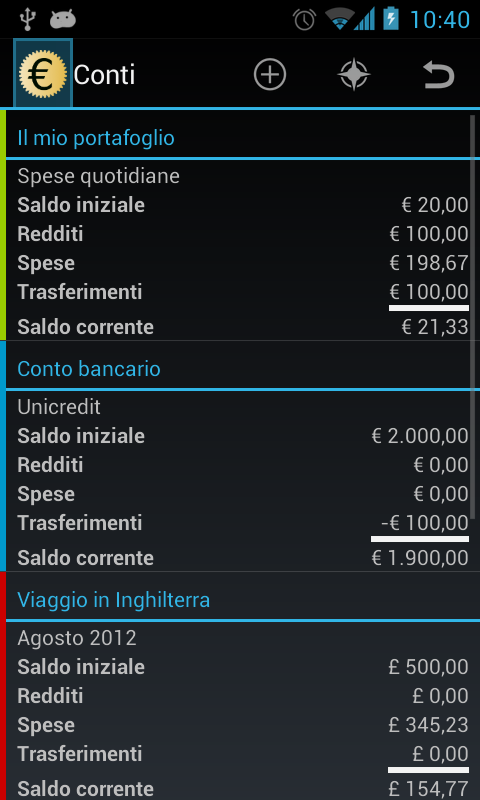 10:40
€ Conti
Il mio portafoglio
Spese quotidiane
Saldo iniziale € 20,00
Redditi € 100,00
Spese € 198,67
Trasferimenti € 100,00
Saldo corrente € 21,33
Conto bancario
Unicredit
Saldo iniziale € 2.000,00
Redditi € 0,00
Spese € 0,00
Trasferimenti -€ 100,00
Saldo corrente € 1.900,00
Viaggio in Inghilterra
Agosto 2012
Saldo iniziale £ 500,00
Redditi £ 0,00
Spese £ 345,23
Trasferimenti £ 0,00
Saldo corrente £ 154,77